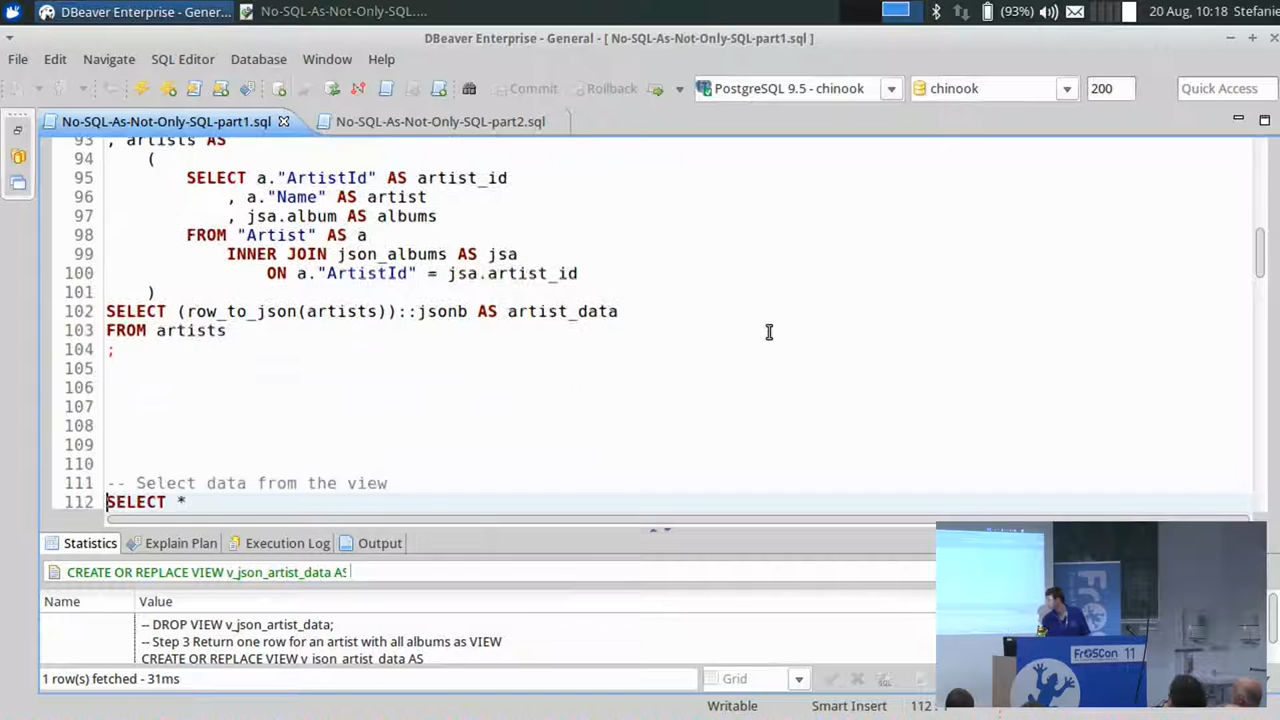 DBeaver Enterprise - Gener...
No-SQL-As-Not-Only-SQL....
(93%)
20 Aug, 10:18
Stefanie
DBeaver Enterprise - General - [ No-SQL-As-Not-Only-SQL-part1.sql ]
File Edit Navigate SQL Editor Database Window Help
Commit Rollback PostgreSQL 9.5 - chinook chinook 200 Quick Access
No-SQL-As-Not-Only-SQL-part1.sql No-SQL-As-Not-Only-SQL-part2.sql
93 , artists AS
94 (
95 SELECT a."ArtistId" AS artist_id
96 , a."Name" AS artist
97 , jsa.album AS albums
98 FROM "Artist" AS a
99 INNER JOIN json_albums AS jsa
100 ON a."ArtistId" = jsa.artist_id
101 )
102 SELECT (row_to_json(artists))::jsonb AS artist_data
103 FROM artists
104 ;
105
106
107
108
109
110
111 -- Select data from the view
112 SELECT *
Statistics Explain Plan Execution Log Output
CREATE OR REPLACE VIEW v_json_artist_data AS
Name Value
-- DROP VIEW v_json_artist_data;
-- Step 3 Return one row for an artist with all albums as VIEW
CREATE OR REPLACE VIEW v_json_artist_data AS
1 row(s) fetched - 31ms
Grid
Writable Smart Insert 112 :
FrOSCon 11